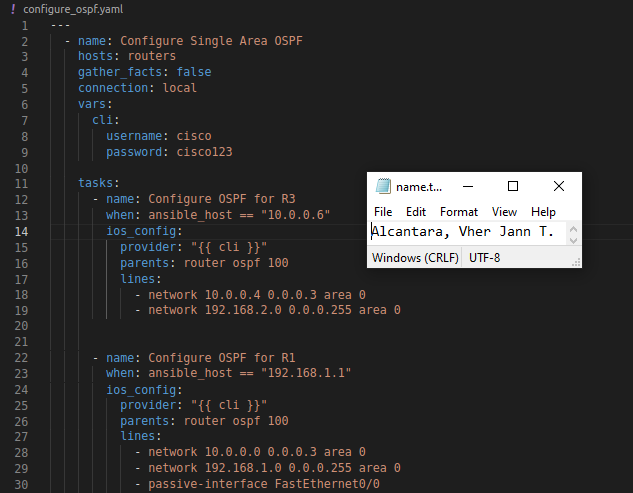 ! configure_ospf.yaml
1 ---
2 - name: Configure Single Area OSPF
3 hosts: routers
4 gather_facts: false
5 connection: local
6 vars:
7 cli:
8 username: cisco
9 password: cisco123
10
11 tasks:
12 - name: Configure OSPF for R3
13 when: ansible_host == "10.0.0.6"
14 ios_config:
15 provider: "{{ cli }}"
16 parents: router ospf 100
17 lines:
18 - network 10.0.0.4 0.0.0.3 area 0
19 - network 192.168.2.0 0.0.0.255 area 0
20
21
22 - name: Configure OSPF for R1
23 when: ansible_host == "192.168.1.1"
24 ios_config:
25 provider: "{{ cli }}"
26 parents: router ospf 100
27 lines:
28 - network 10.0.0.0 0.0.0.3 area 0
29 - network 192.168.1.0 0.0.0.255 area 0
30 - passive-interface FastEthernet0/0
name.t...
File Edit Format View Help
Alcantara, Vher Jann T.
Windows (CRLF) UTF-8